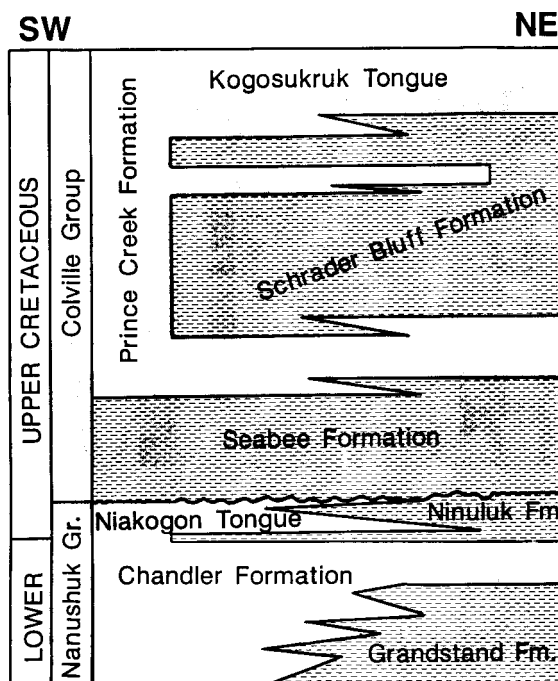 SW
NE
UPPER CRETACEOUS
LOWER
Colville Group
Nanushuk Gr.
Prince Creek Formation
Kogosukruk Tongue
Schrader Bluff Formation
Seabee Formation
Niakogon Tongue
Ninuluk Fm
Chandler Formation
Grandstand Fm.